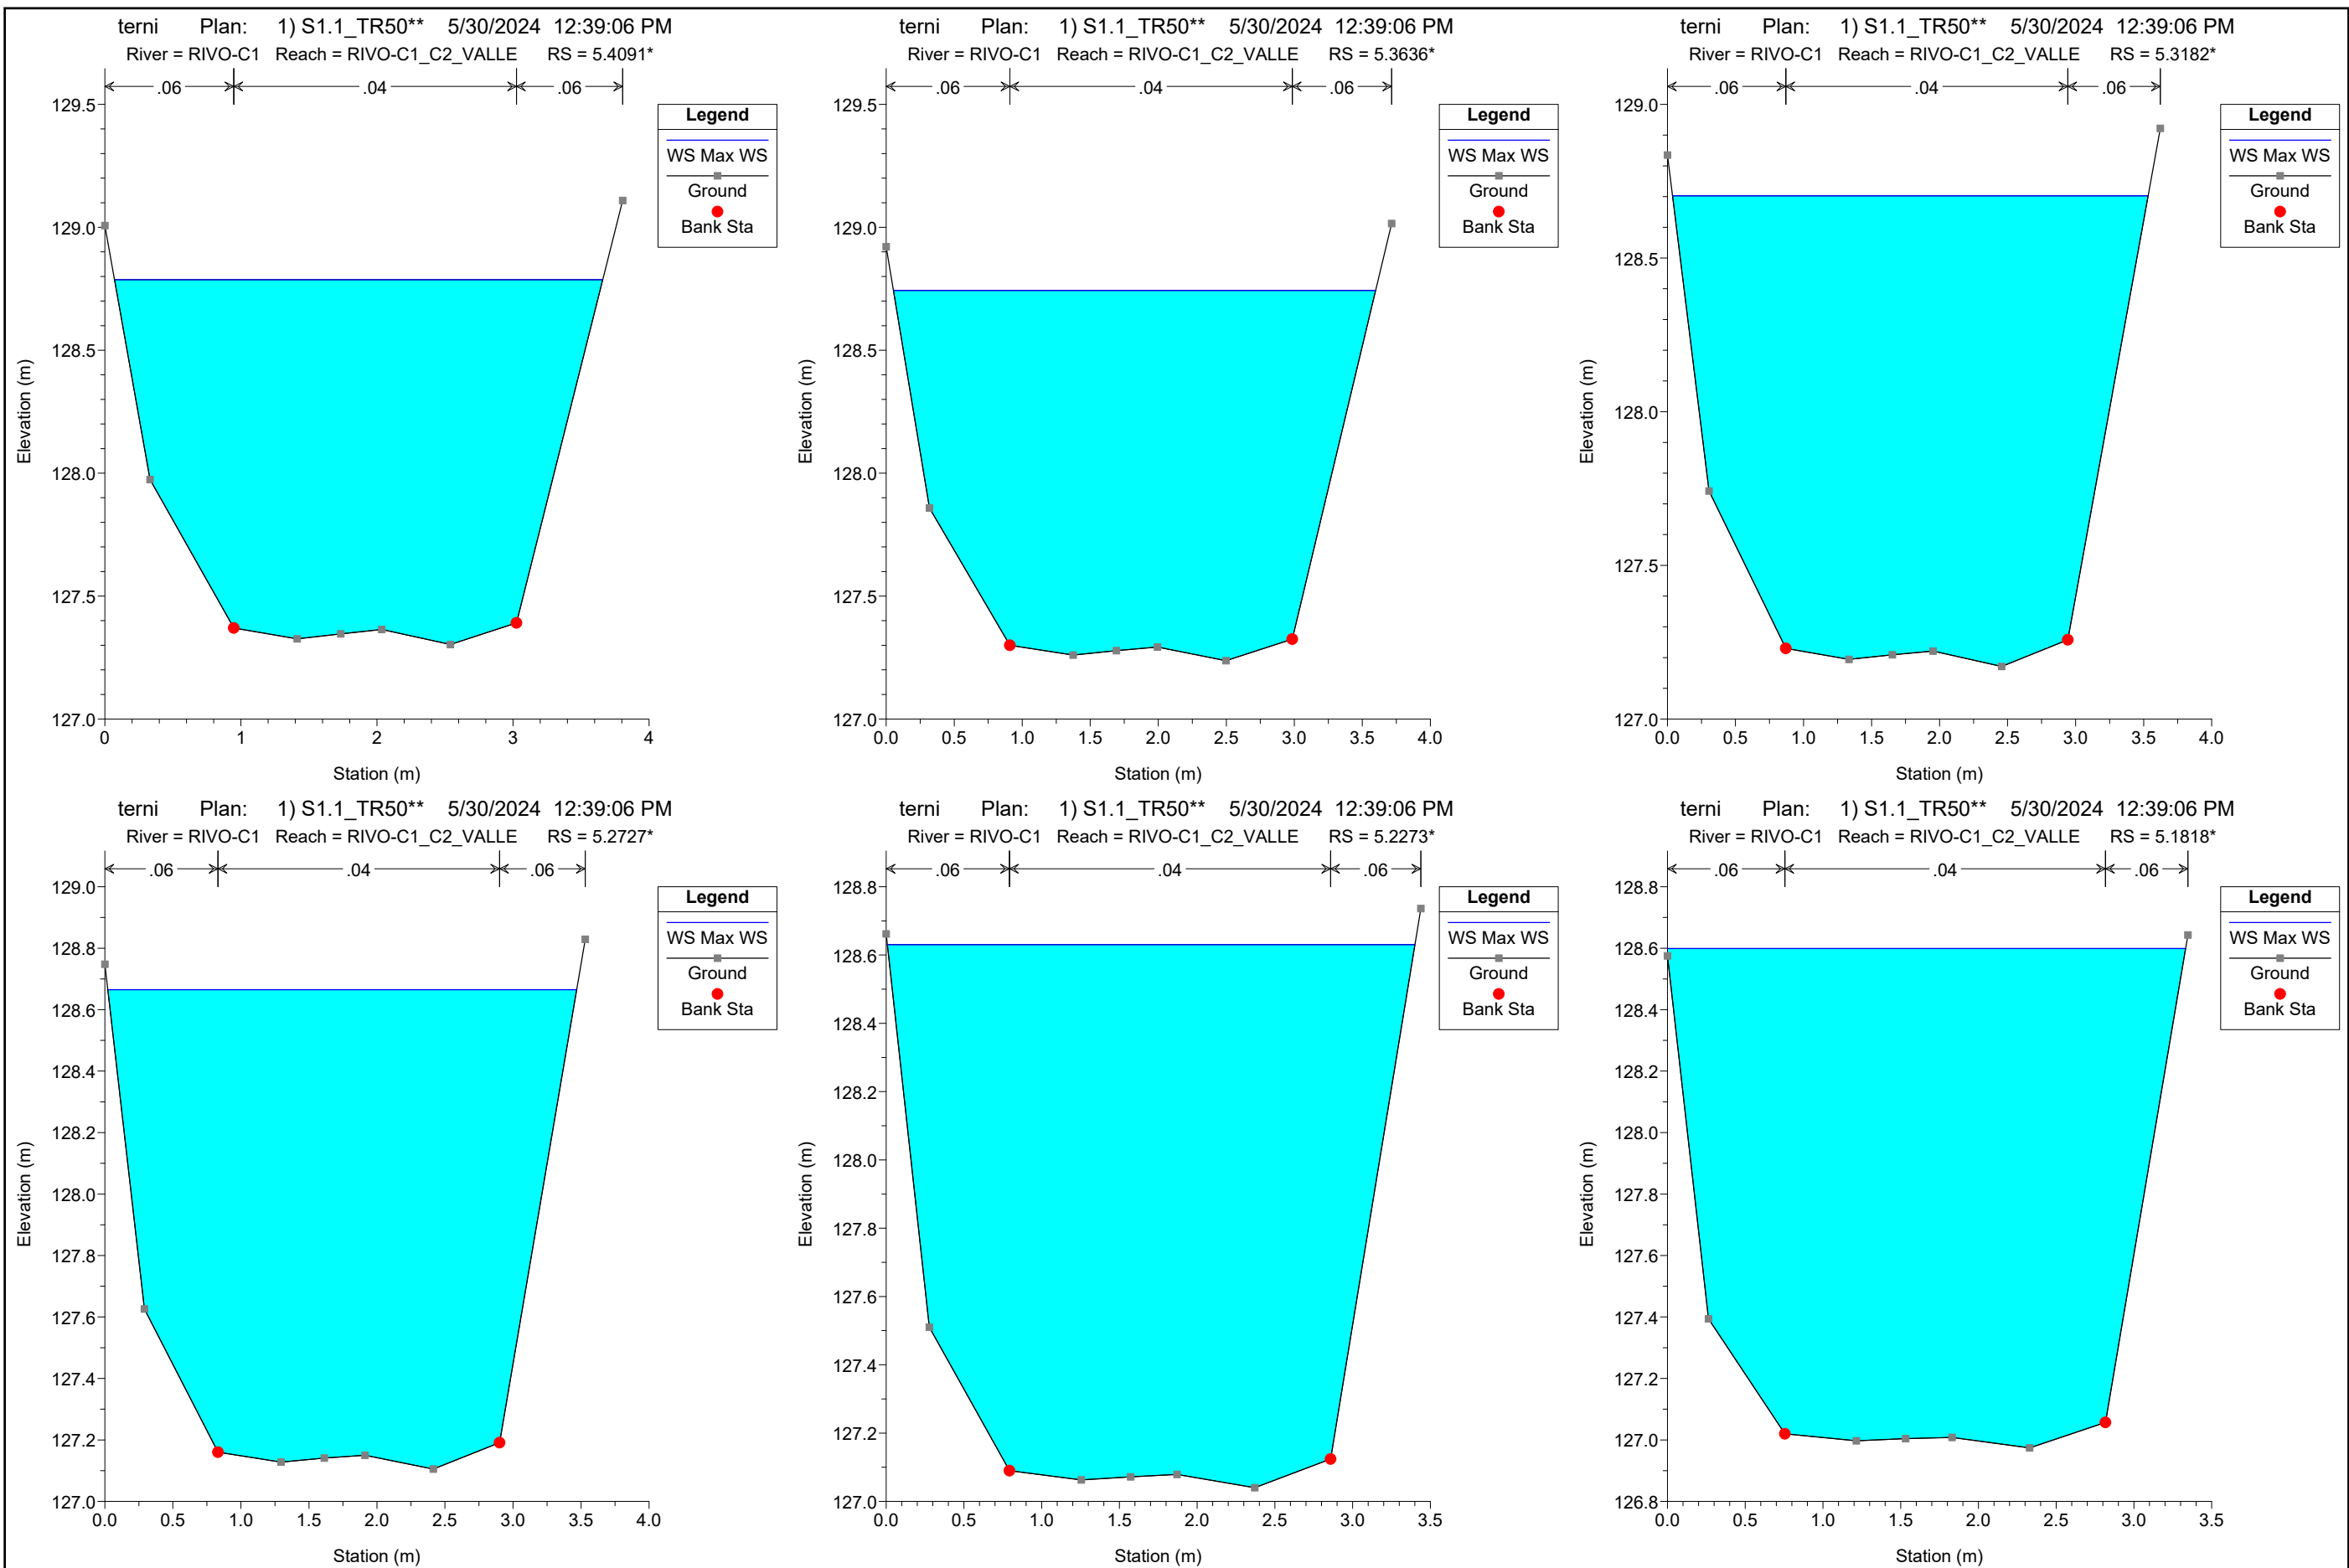 terni Plan: 1) S1.1_TR50** 5/30/2024 12:39:06 PM
River = RIVO-C1 Reach = RIVO-C1_C2_VALLE RS = 5.4091*
.06 .04 .06
129.5
129.0
128.5
128.0
127.5
127.0
0 1 2 3 4
Station (m)
Elevation (m)
Legend
WS Max WS
Ground
Bank Sta
terni Plan: 1) S1.1_TR50** 5/30/2024 12:39:06 PM
River = RIVO-C1 Reach = RIVO-C1_C2_VALLE RS = 5.3636*
.06 .04 .06
129.5
129.0
128.5
128.0
127.5
127.0
0.0 0.5 1.0 1.5 2.0 2.5 3.0 3.5 4.0
Station (m)
Elevation (m)
Legend
WS Max WS
Ground
Bank Sta
terni Plan: 1) S1.1_TR50** 5/30/2024 12:39:06 PM
River = RIVO-C1 Reach = RIVO-C1_C2_VALLE RS = 5.3182*
.06 .04 .06
129.0
128.5
128.0
127.5
127.0
0.0 0.5 1.0 1.5 2.0 2.5 3.0 3.5 4.0
Station (m)
Elevation (m)
Legend
WS Max WS
Ground
Bank Sta
terni Plan: 1) S1.1_TR50** 5/30/2024 12:39:06 PM
River = RIVO-C1 Reach = RIVO-C1_C2_VALLE RS = 5.2727*
.06 .04 .06
129.0
128.8
128.6
128.4
128.2
128.0
127.8
127.6
127.4
127.2
127.0
0.0 0.5 1.0 1.5 2.0 2.5 3.0 3.5 4.0
Station (m)
Elevation (m)
Legend
WS Max WS
Ground
Bank Sta
terni Plan: 1) S1.1_TR50** 5/30/2024 12:39:06 PM
River = RIVO-C1 Reach = RIVO-C1_C2_VALLE RS = 5.2273*
.06 .04 .06
128.8
128.6
128.4
128.2
128.0
127.8
127.6
127.4
127.2
127.0
0.0 0.5 1.0 1.5 2.0 2.5 3.0 3.5
Station (m)
Elevation (m)
Legend
WS Max WS
Ground
Bank Sta
terni Plan: 1) S1.1_TR50** 5/30/2024 12:39:06 PM
River = RIVO-C1 Reach = RIVO-C1_C2_VALLE RS = 5.1818*
.06 .04 .06
128.8
128.6
128.4
128.2
128.0
127.8
127.6
127.4
127.2
127.0
126.8
0.0 0.5 1.0 1.5 2.0 2.5 3.0 3.5
Station (m)
Elevation (m)
Legend
WS Max WS
Ground
Bank Sta